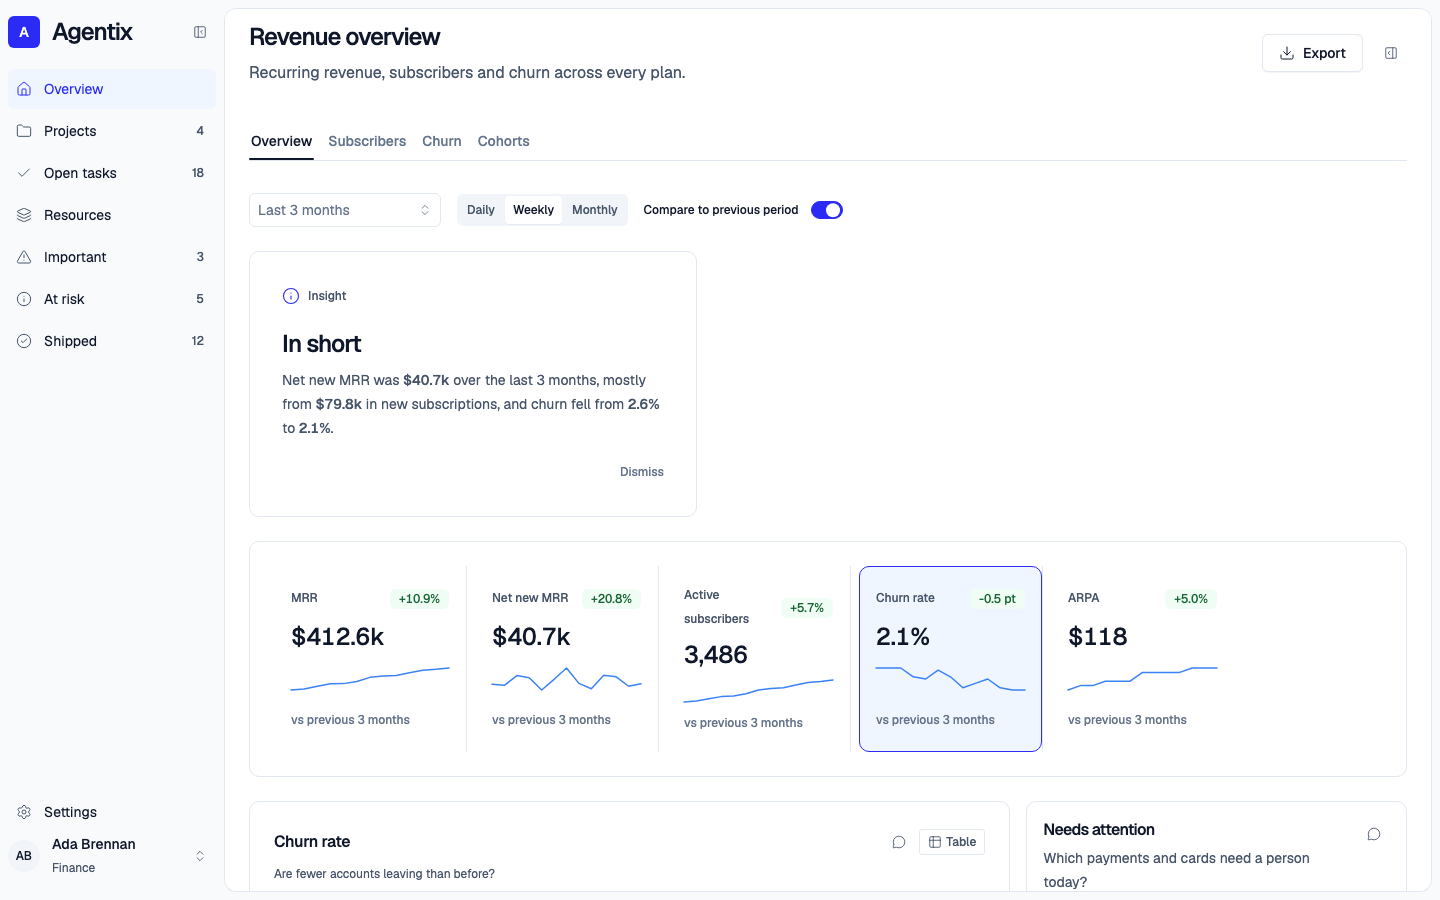 A
Agentix
Overview
Projects 4
Open tasks 18
Resources
Important 3
At risk 5
Shipped 12
Settings
AB
Ada Brennan
Finance
Revenue overview
Recurring revenue, subscribers and churn across every plan.
Export
Overview Subscribers Churn Cohorts
Last 3 months
Daily Weekly Monthly
Compare to previous period
Insight
In short
Net new MRR was $40.7k over the last 3 months, mostly
from $79.8k in new subscriptions, and churn fell from 2.6%
to 2.1%.
Dismiss
MRR +10.9%
$412.6k
vs previous 3 months
Net new MRR +20.8%
$40.7k
vs previous 3 months
Active
subscribers
+5.7%
3,486
vs previous 3 months
Churn rate -0.5 pt
2.1%
vs previous 3 months
ARPA +5.0%
$118
vs previous 3 months
Churn rate
Table
Are fewer accounts leaving than before?
Needs attention
Which payments and cards need a person
today?